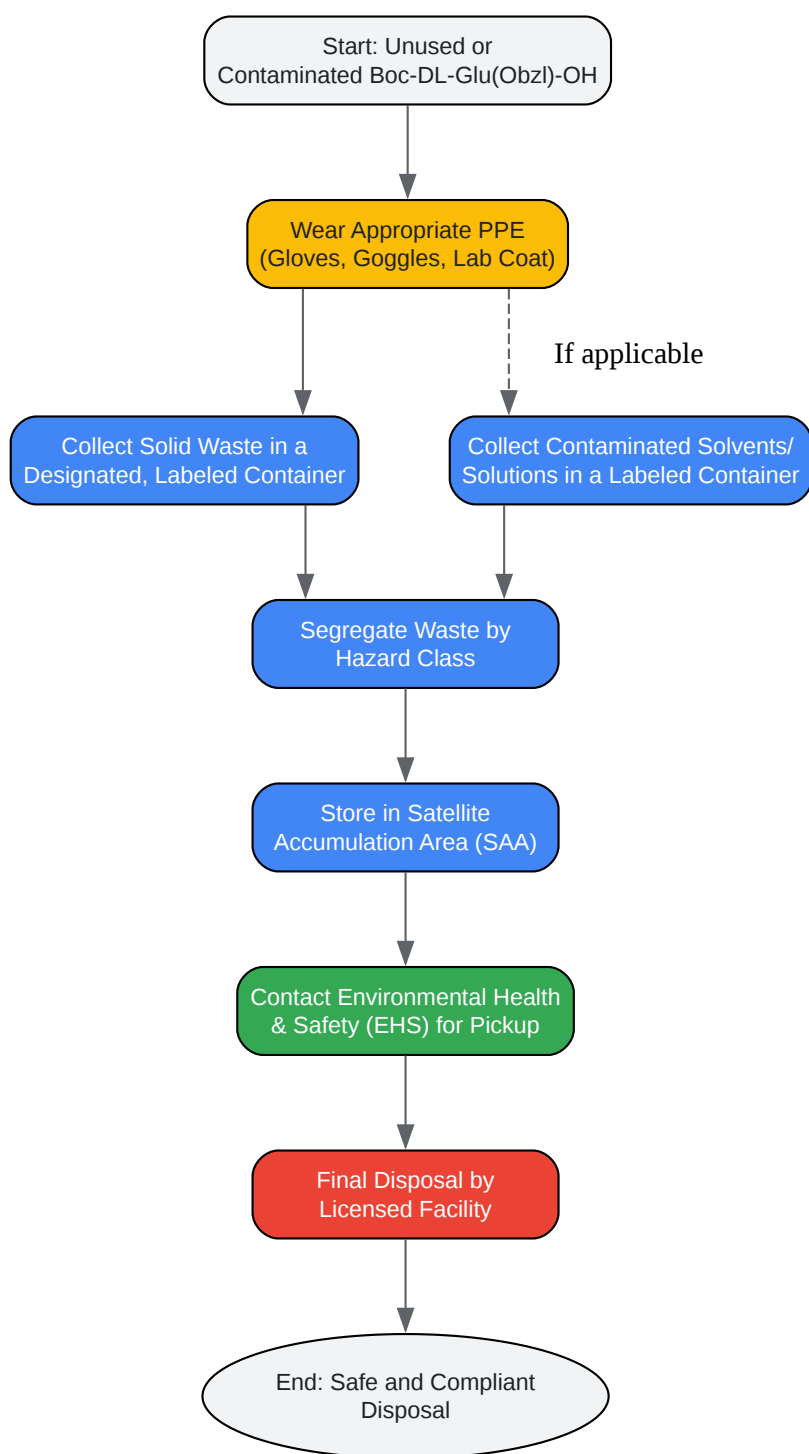 Start: Unused or
Contaminated Boc-DL-Glu(Obzl)-OH
Wear Appropriate PPE
(Gloves, Goggles, Lab Coat)
If applicable
Collect Solid Waste in a
Designated, Labeled Container
Collect Contaminated Solvents/
Solutions in a Labeled Container
Segregate Waste by
Hazard Class
Store in Satellite
Accumulation Area (SAA)
Contact Environmental Health
& Safety (EHS) for Pickup
Final Disposal by
Licensed Facility
End: Safe and Compliant
Disposal